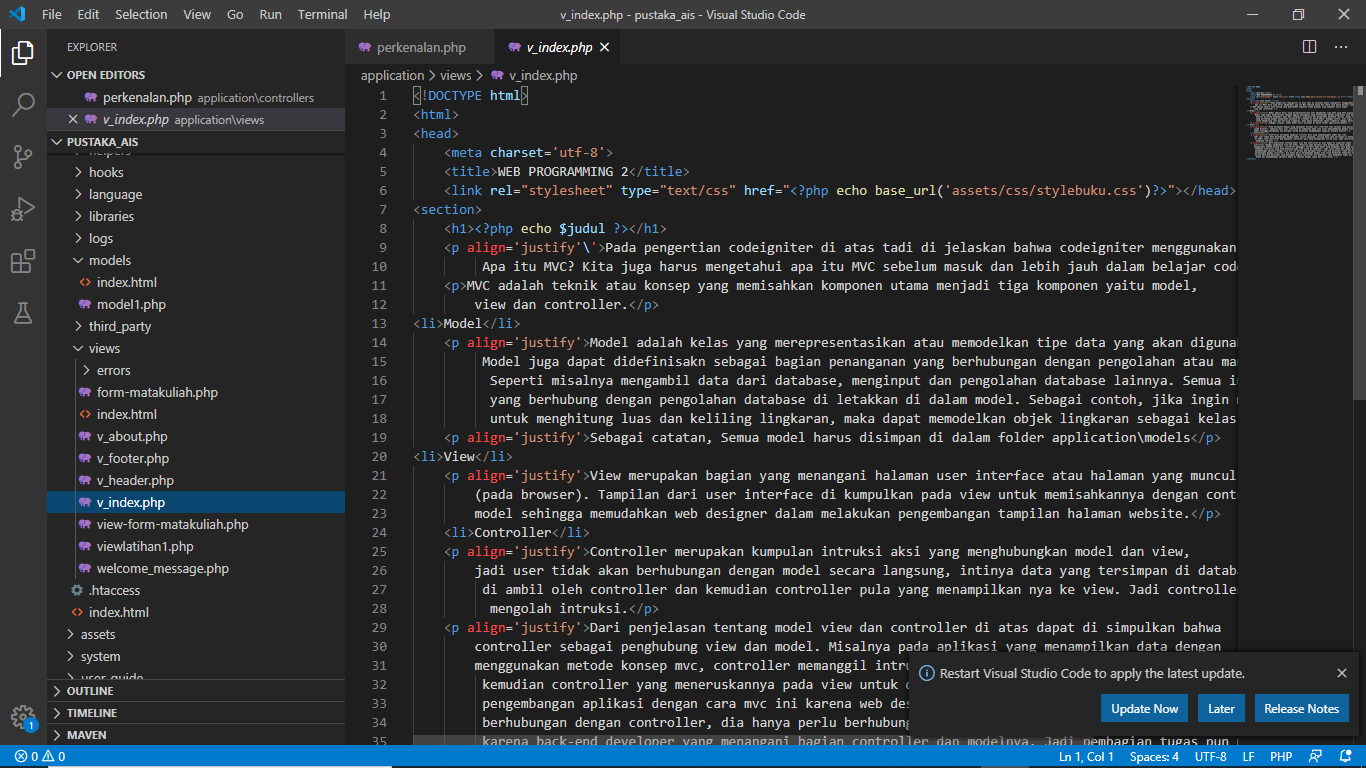 File Edit Selection View Go Run Terminal Help
v_index.php - pustaka_ais - Visual Studio Code
EXPLORER
OPEN EDITORS
perkenalan.php application\controllers
v_index.php application\views
PUSTAKA_AIS
helpers
hooks
language
libraries
logs
models
index.html
model1.php
third_party
views
errors
form-matakuliah.php
index.html
v_about.php
v_footer.php
v_header.php
v_index.php
view-form-matakuliah.php
viewlatihan1.php
welcome_message.php
.htaccess
index.html
assets
system
user_guide
OUTLINE
TIMELINE
MAVEN
1
perkenalan.php
v_index.php
application > views > v_index.php
1 <!DOCTYPE html>
2 <html>
3 <head>
4 <meta charset='utf-8'>
5 <title>WEB PROGRAMMING 2</title>
6 <link rel="stylesheet" type="text/css" href="<?php echo base_url('assets/css/stylebuku.css')?>"></head>
7 <section>
8 <h1><?php echo $judul ?></h1>
9 <p align='justify'\'>Pada pengertian codeigniter di atas tadi di jelaskan bahwa codeigniter menggunakan
10 Apa itu MVC? Kita juga harus mengetahui apa itu MVC sebelum masuk dan lebih jauh dalam belajar code
11 <p>MVC adalah teknik atau konsep yang memisahkan komponen utama menjadi tiga komponen yaitu model,
12 view dan controller.</p>
13 <li>Model</li>
14 <p align='justify'>Model adalah kelas yang merepresentasikan atau memodelkan tipe data yang akan diguna
15 Model juga dapat didefinisakn sebagai bagian penanganan yang berhubungan dengan pengolahan atau ma
16 Seperti misalnya mengambil data dari database, menginput dan pengolahan database lainnya. Semua i
17 yang berhubung dengan pengolahan database di letakkan di dalam model. Sebagai contoh, jika ingin
18 untuk menghitung luas dan keliling lingkaran, maka dapat memodelkan objek lingkaran sebagai kelas
19 <p align='justify'>Sebagai catatan, Semua model harus disimpan di dalam folder application\models</p>
20 <li>View</li>
21 <p align='justify'>View merupakan bagian yang menangani halaman user interface atau halaman yang muncul
22 (pada browser). Tampilan dari user interface di kumpulkan pada view untuk memisahkannya dengan cont
23 model sehingga memudahkan web designer dalam melakukan pengembangan tampilan halaman website.</p>
24 <li>Controller</li>
25 <p align='justify'>Controller merupakan kumpulan intruksi aksi yang menghubungkan model dan view,
26 jadi user tidak akan berhubungan dengan model secara langsung, intinya data yang tersimpan di datab
27 di ambil oleh controller dan kemudian controller pula yang menampilkan nya ke view. Jadi controlle
28 mengolah intruksi.</p>
29 <p align='justify'>Dari penjelasan tentang model view dan controller di atas dapat di simpulkan bahwa
30 controller sebagai penghubung view dan model. Misalnya pada aplikasi yang menampilkan data dengan
31 menggunakan metode konsep mvc, controller memanggil intru
32 kemudian controller yang meneruskannya pada view untuk
33 pengembangan aplikasi dengan cara mvc ini karena web des
34 berhubungan dengan controller, dia hanya perlu berhubung
35 karena back-end developer yang menangani bagian controller dan modelnya. Jadi pembagian tugas pun
Restart Visual Studio Code to apply the latest update.
Update Now Later Release Notes
0 0 Ln 1, Col 1 Spaces: 4 UTF-8 LF PHP